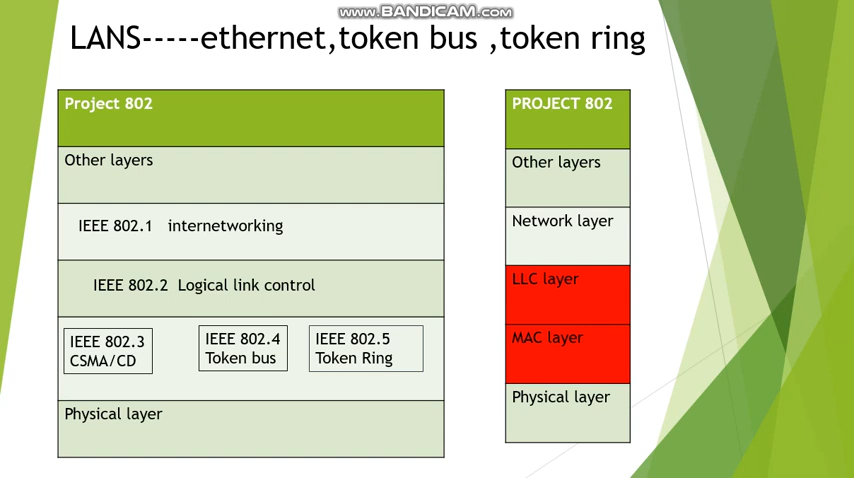 www.BANDICAM.com
LANS-----ethernet,token bus ,token ring
Project 802
Other layers
IEEE 802.1 internetworking
IEEE 802.2 Logical link control
IEEE 802.3
CSMA/CD
IEEE 802.4
Token bus
IEEE 802.5
Token Ring
Physical layer
PROJECT 802
Other layers
Network layer
LLC layer
MAC layer
Physical layer